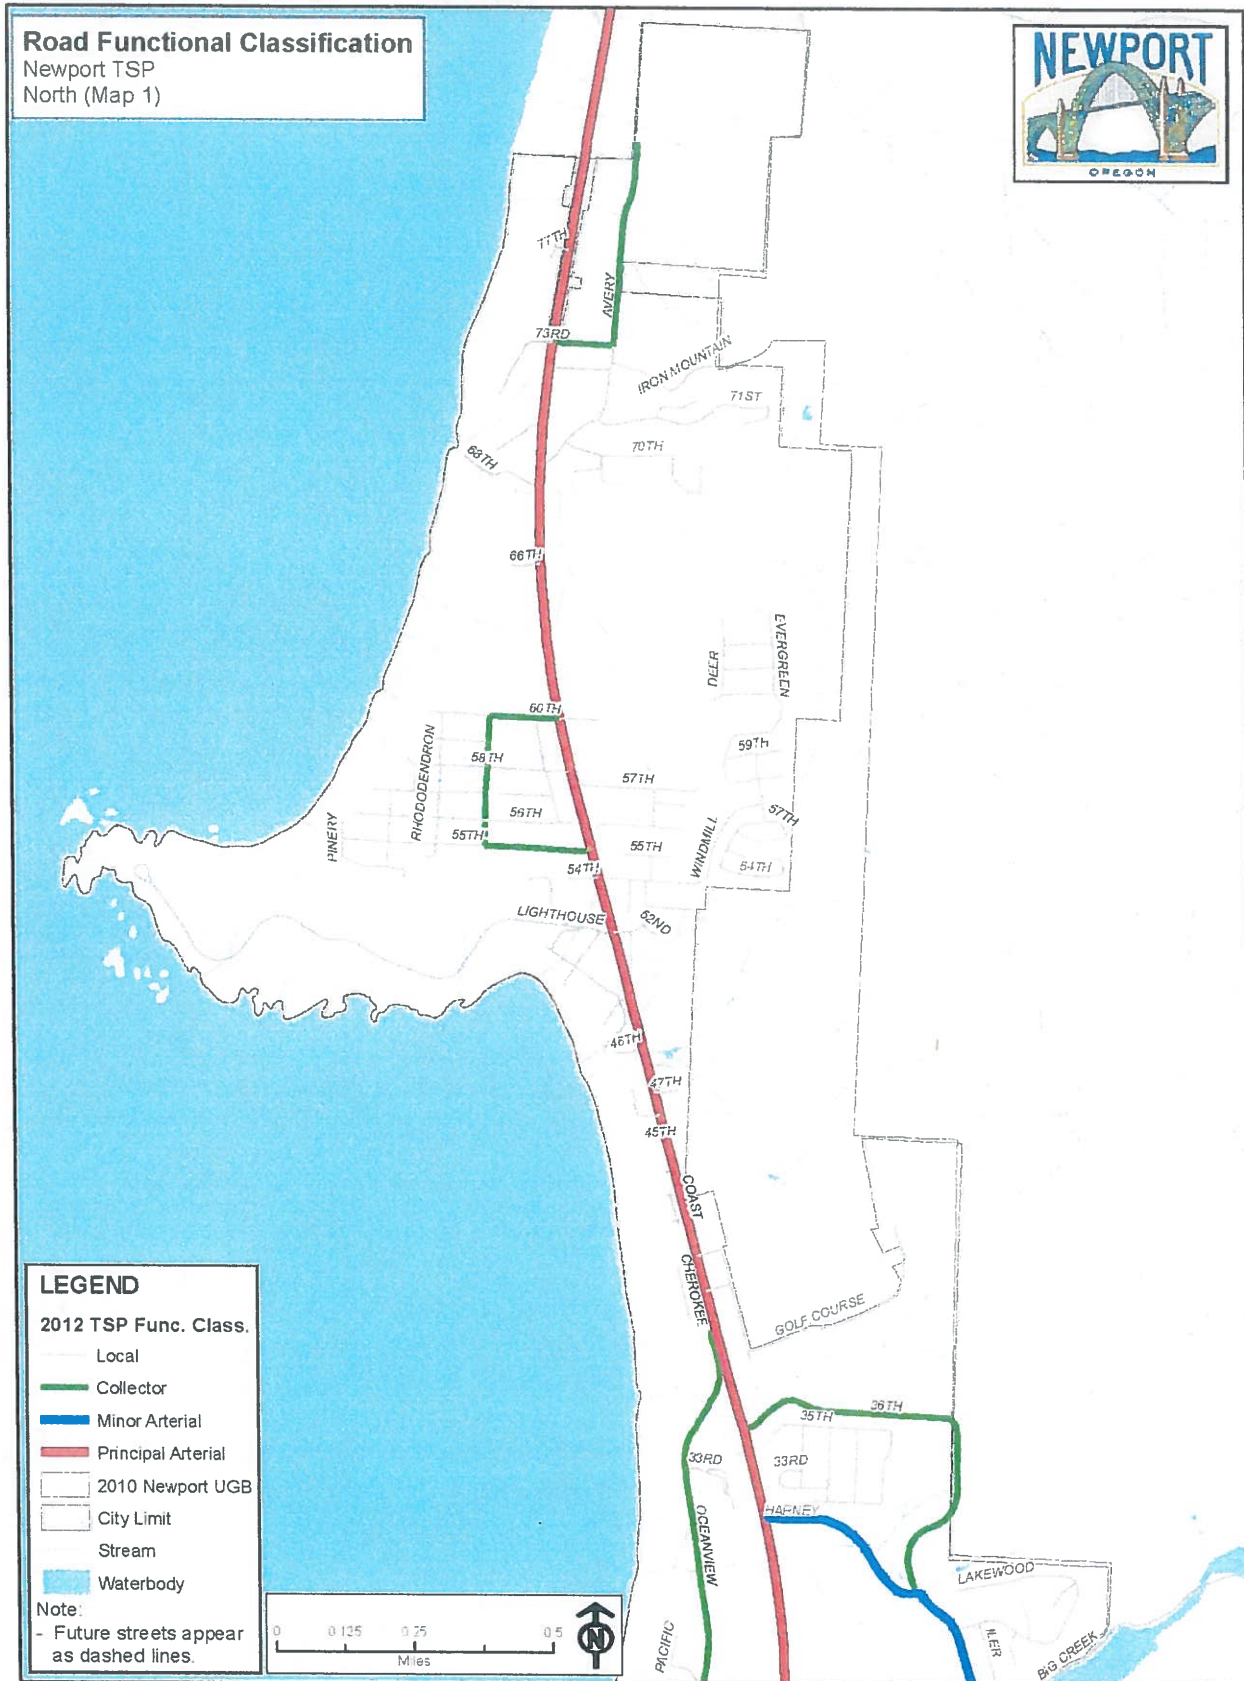 Road Functional Classification
Newport TSP
North (Map 1)
NEWPORT
OREGON
77TH
AVERY
73RD
IRON MOUNTAIN
71ST
70TH
68TH
66TH
EVERGREEN
DEER
60TH
59TH
58TH
RHODODENDRON
57TH
57TH
56TH
PINERY
55TH
55TH
WINDMILL
54TH
54TH
LIGHTHOUSE
52ND
47TH
45TH
COAST
CHEROKEE
GOLF COURSE
36TH
35TH
33RD
33RD
HARNEY
OCEANVIEW
LAKEWOOD
PACIFIC
ILER
BIG CREEK
LEGEND
2012 TSP Func. Class.
Local
Collector
Minor Arterial
Principal Arterial
2010 Newport UGB
City Limit
Stream
Waterbody
Note:
- Future streets appear
as dashed lines.
0 0.125 0.25 0.5
Miles
N